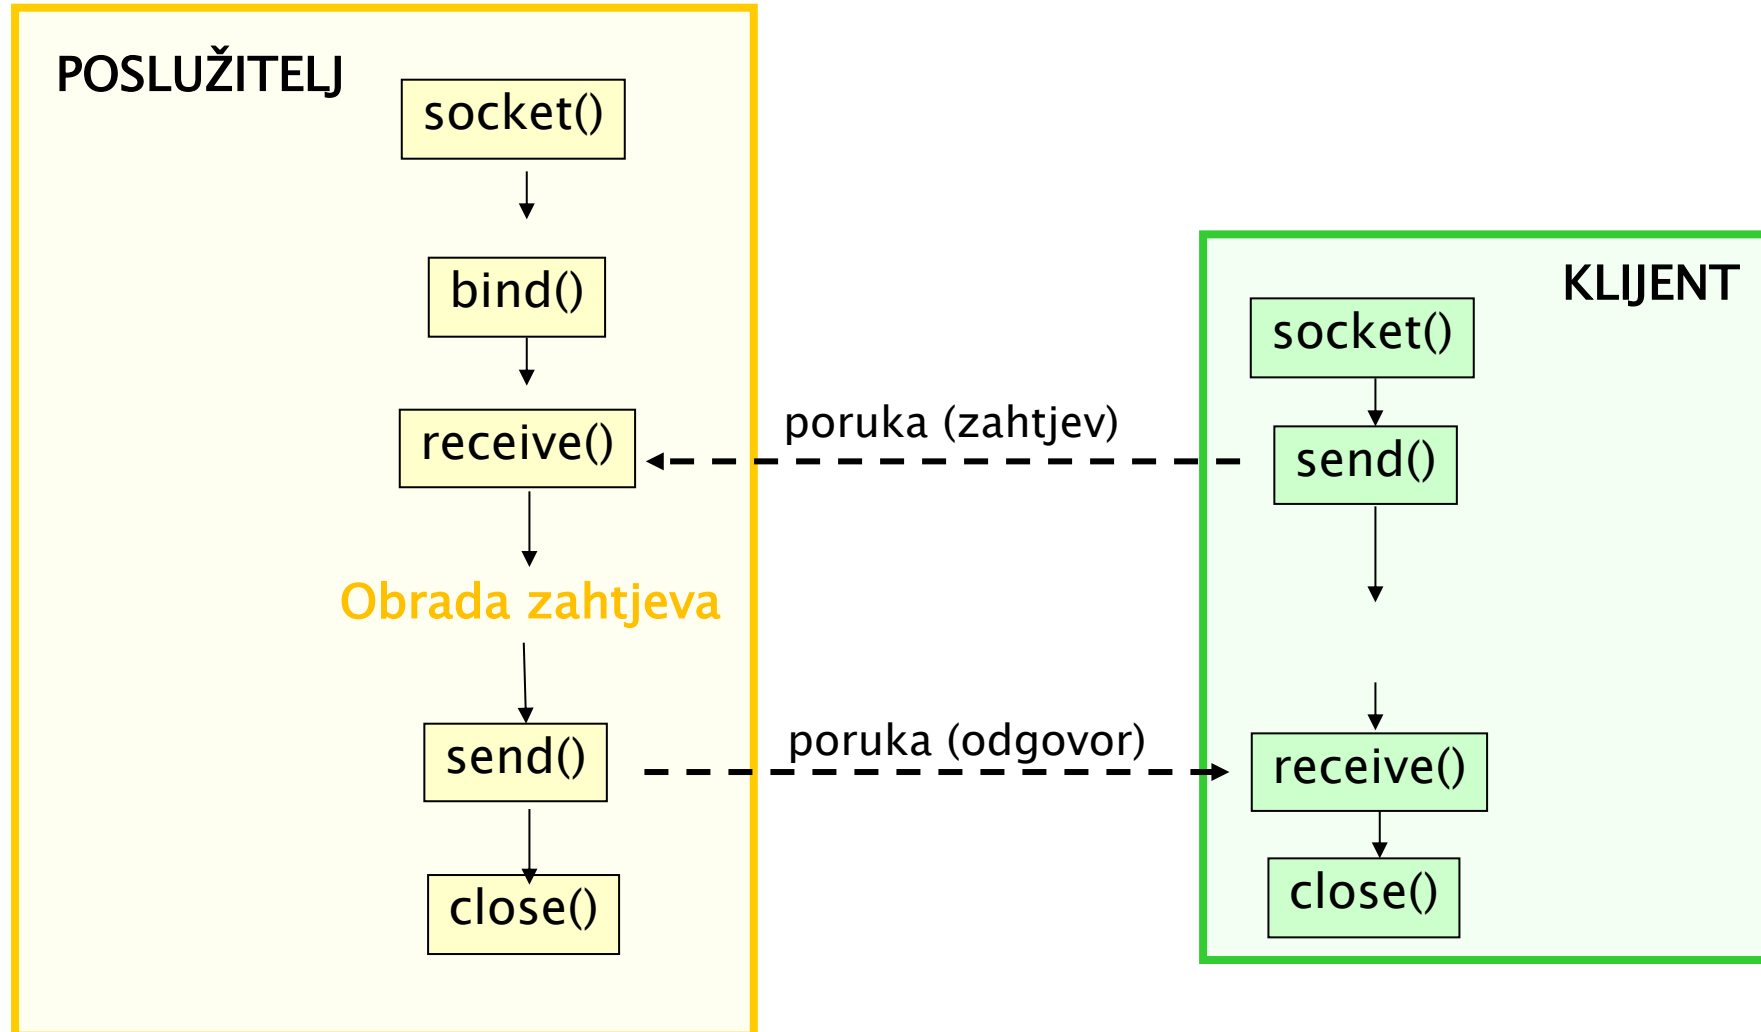 POSLUŽITELJ
socket()
bind()
receive()
Obrada zahtjeva
send()
close()
poruka (zahtjev)
poruka (odgovor)
KLIJENT
socket()
send()
receive()
close()